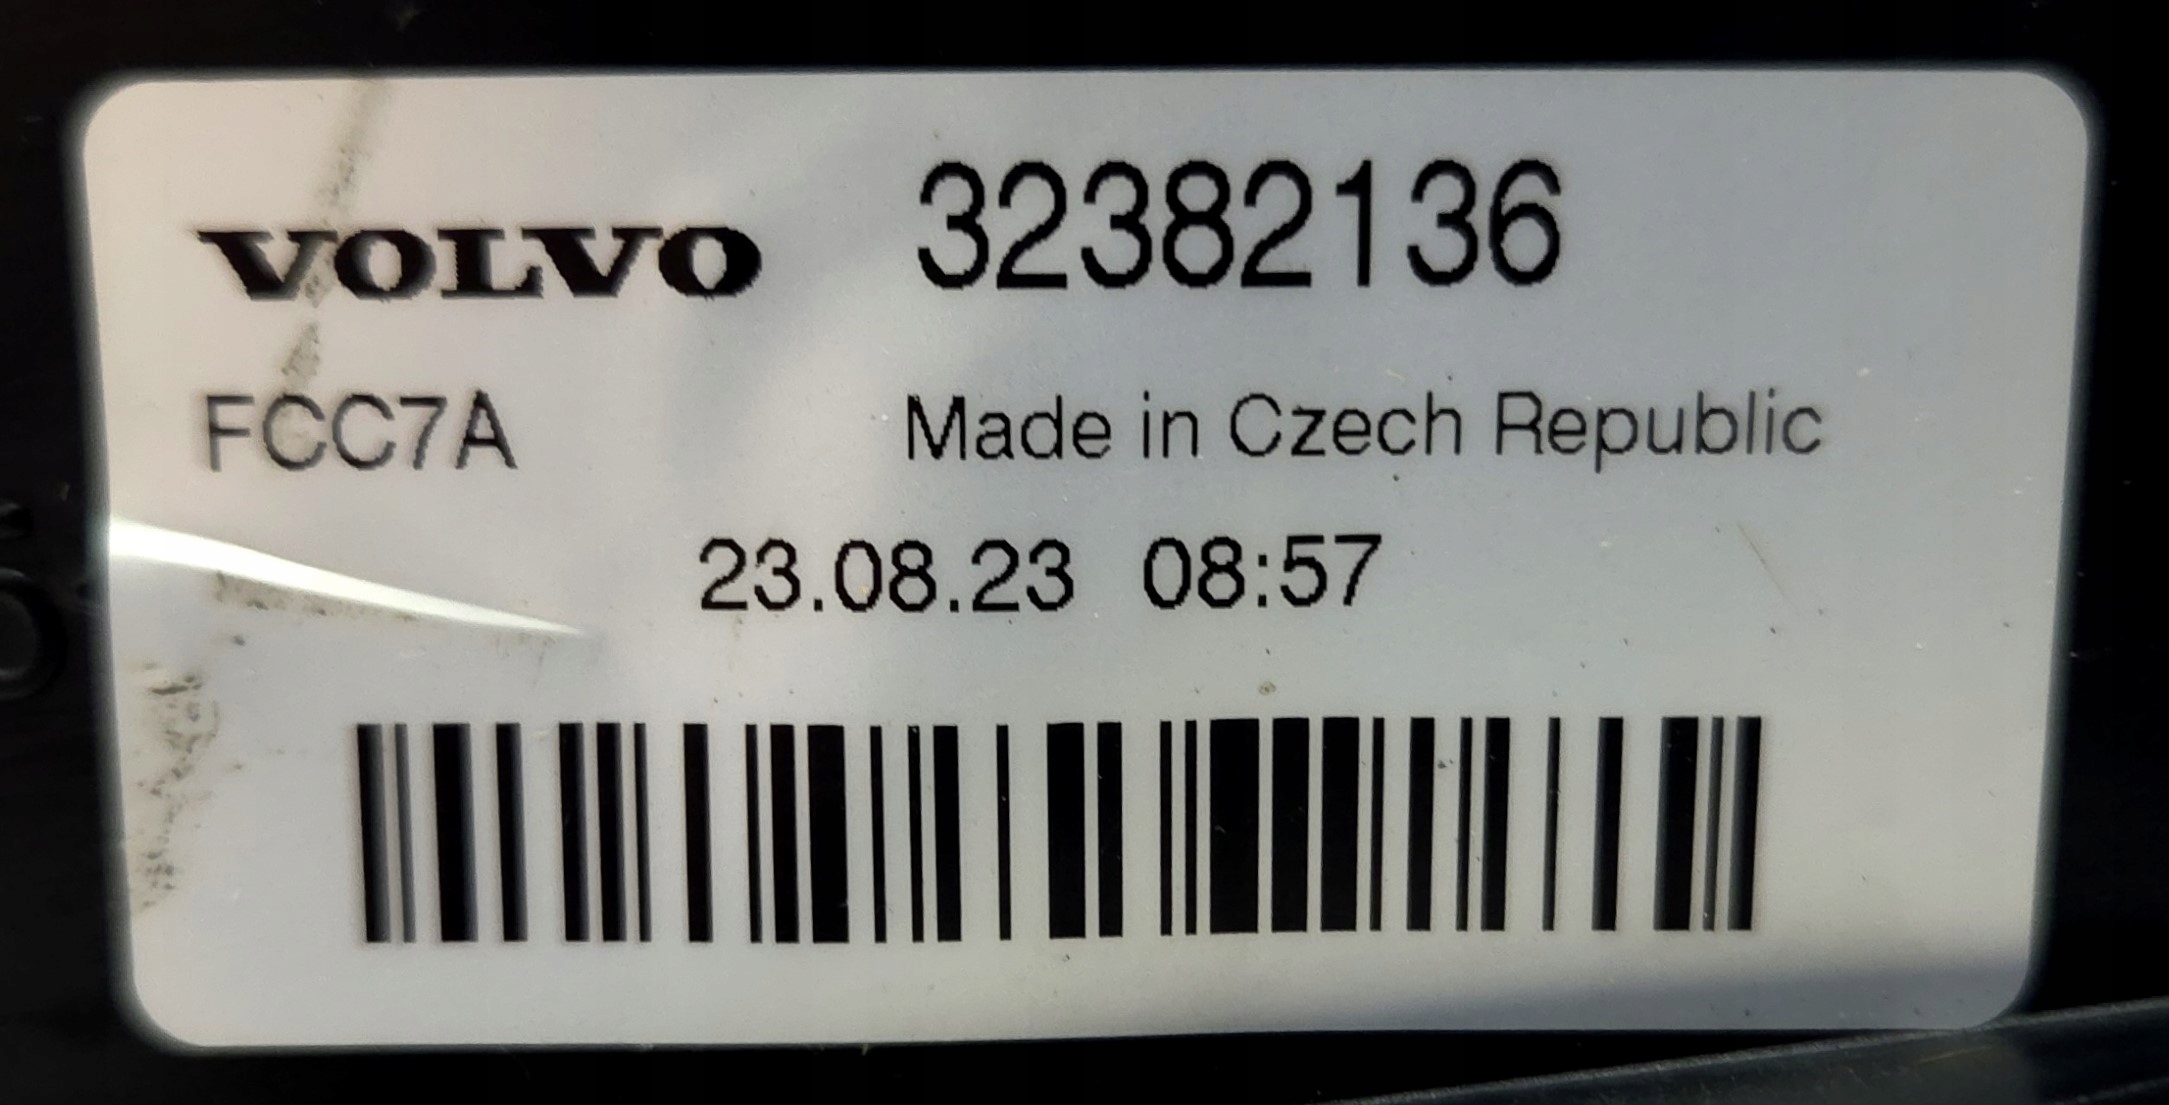 VOLVO 32382136
FCC7A Made in Czech Republic
23.08.23 08:57